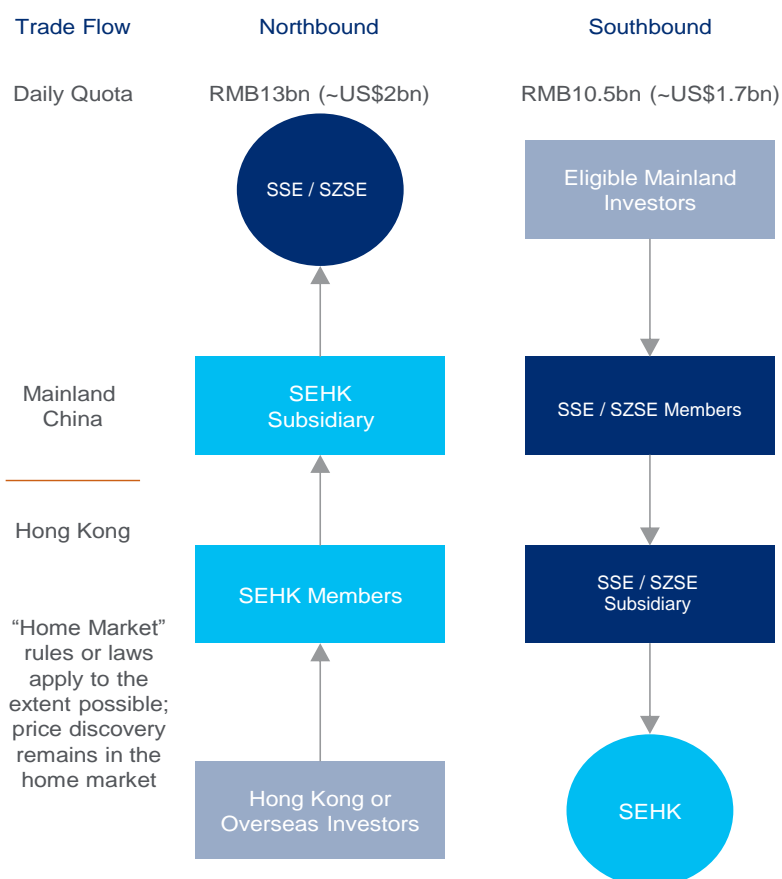 Trade Flow
Northbound
Southbound
Daily Quota
RMB13bn (~US$2bn)
RMB10.5bn (~US$1.7bn)
SSE / SZSE
Eligible Mainland
Investors
Mainland
China
SEHK
Subsidiary
SSE / SZSE Members
Hong Kong
SEHK Members
SSE / SZSE
Subsidiary
“Home Market”
rules or laws
apply to the
extent possible;
price discovery
remains in the
home market
Hong Kong or
Overseas Investors
SEHK